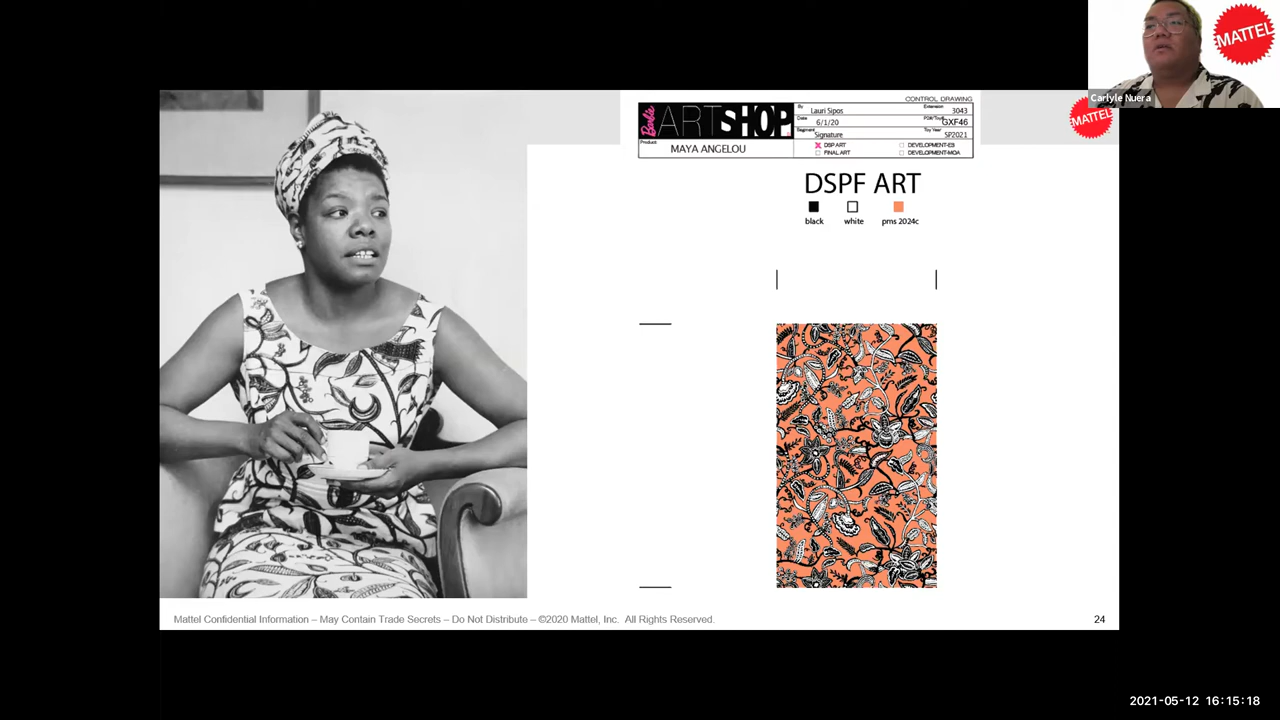 MATTEL
Carlyle Nuera
MATTEL
CONTROL DRAWING
Barbie ARTSHOP
By Lauri Sipos
Extension 3043
Date 6/1/20
GXF46
Segment Signature
Toy Year SP2021
Product MAYA ANGELOU
X DSP ART
DEVELOPMENT-EB
FINAL ART
DEVELOPMENT-MOA
DSPF ART
black white pms 2024c
Mattel Confidential Information – May Contain Trade Secrets – Do Not Distribute – ©2020 Mattel, Inc. All Rights Reserved.
24
2021-05-12 16:15:18